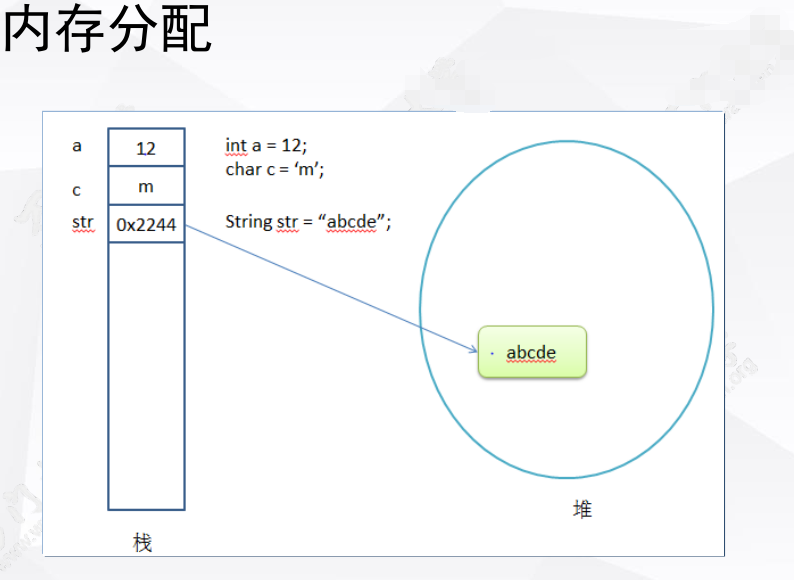 内存分配
a
12
int a = 12;
c
m
char c = ‘m’;
str
0x2244
String str = “abcde”;
· abcde
堆
栈